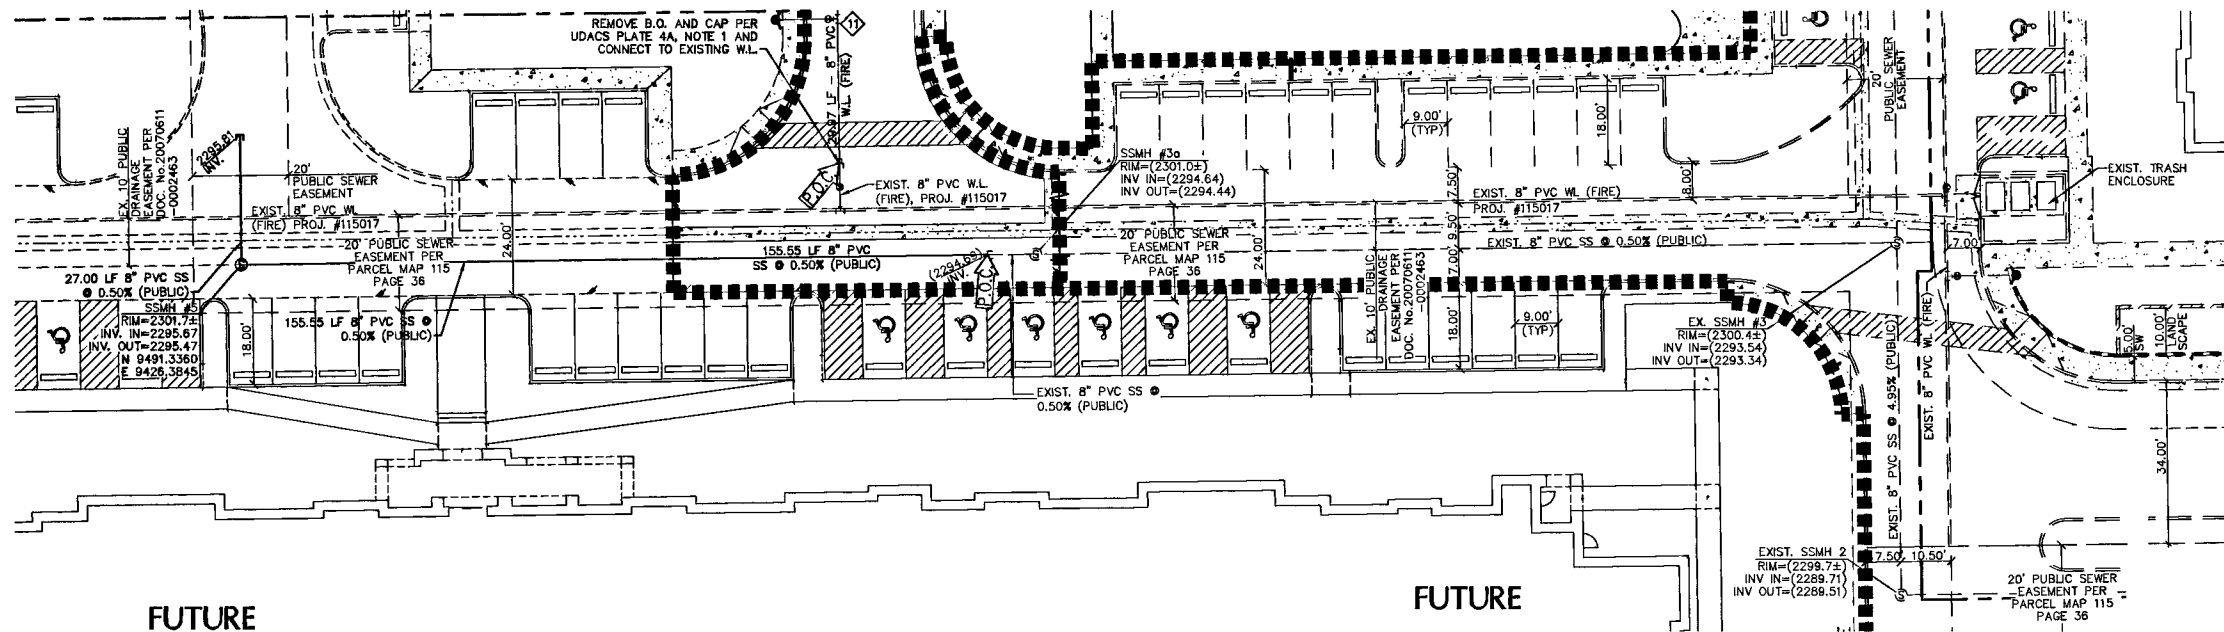 REMOVE B.O. AND CAP PER
UDACS PLATE 4A, NOTE 1 AND
CONNECT TO EXISTING W.L.
29.97 LF - 8" PVC
W.L. (FIRE)
11
EX. 10' PUBLIC
DRAINAGE
EASEMENT PER
DOC. No.20070611
-0002463
2295.81
INV.
20'
PUBLIC SEWER
EASEMENT
EXIST. 8" PVC WL
(FIRE) PROJ. #115017
20' PUBLIC SEWER
EASEMENT PER
PARCEL MAP 115
PAGE 36
24.00'
27.00 LF 8" PVC SS
@ 0.50% (PUBLIC)
SSMH #5
RIM=2301.7±
INV. IN=2295.67
INV. OUT=2295.47
N 9491.3360
E 9426.3845
18.00'
155.55 LF 8" PVC SS @
0.50% (PUBLIC)
P.O.C.
EXIST. 8" PVC W.L.
(FIRE), PROJ. #115017
155.55 LF 8" PVC
SS @ 0.50% (PUBLIC)
(2294.69)
INV.
P.O.C.
SSMH #3a
RIM=(2301.0±)
INV IN=(2294.64)
INV OUT=(2294.44)
20' PUBLIC SEWER
EASEMENT PER
PARCEL MAP 115
PAGE 36
24.00'
EXIST. 8" PVC SS @
0.50% (PUBLIC)
9.00'
(TYP)
18.00'
7.50'
9.50'
7.00'
18.00'
EXIST. 8" PVC WL (FIRE)
PROJ. #115017
18.00'
EXIST. 8" PVC SS @ 0.50% (PUBLIC)
EX. 10' PUBLIC
DRAINAGE
EASEMENT PER
DOC. No.20070611
-0002463
9.00'
(TYP)
EX. SSMH #3
RIM=(2300.4±)
INV IN=(2293.54)
INV OUT=(2293.34)
20'
PUBLIC SEWER
EASEMENT
EXIST. TRASH
ENCLOSURE
7.00'
EXIST. 8" PVC SS @ 4.95% (PUBLIC)
EXIST. 8" PVC WL (FIRE)
5.00'
SW
10.00'
LAND
SCAPE
34.00'
EXIST. SSMH 2
RIM=(2299.7±)
INV IN=(2289.71)
INV OUT=(2289.51)
7.50'
10.50'
20' PUBLIC SEWER
EASEMENT PER
PARCEL MAP 115
PAGE 36
FUTURE
FUTURE